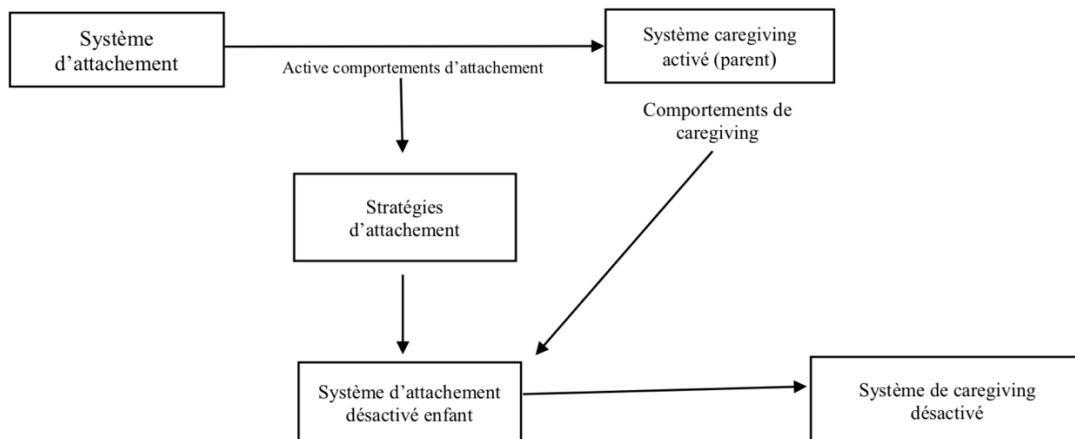 Système
d’attachement
Système caregiving
activé (parent)
Active comportements d’attachement
Comportements de
caregiving
Stratégies
d’attachement
Système d’attachement
désactivé enfant
Système de caregiving
désactivé